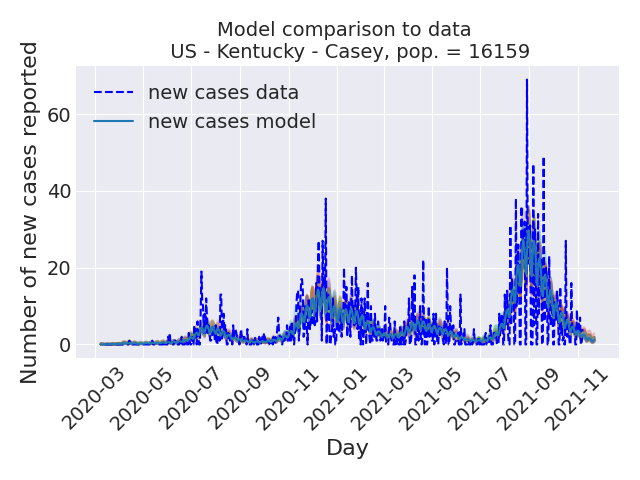 Model comparison to data
US - Kentucky - Casey, pop. = 16159
Number of new cases reported
new cases data
new cases model
60
40
20
0
2020-03
2020-05
2020-07
2020-09
2020-11
2021-01
2021-03
2021-05
2021-07
2021-09
2021-11
Day